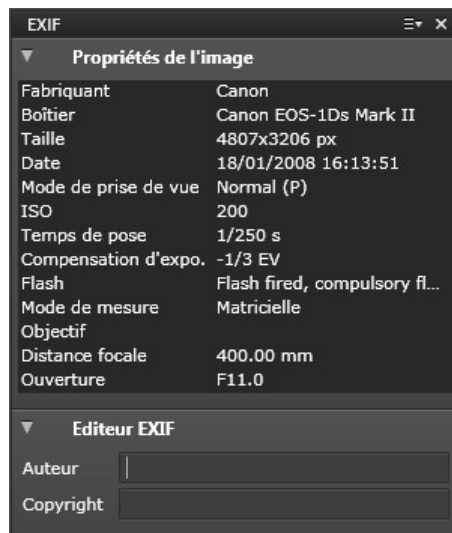 EXIF
Propriétés de l'image
Fabriquant Canon
Boîtier Canon EOS-1Ds Mark II
Taille 4807x3206 px
Date 18/01/2008 16:13:51
Mode de prise de vue Normal (P)
ISO 200
Temps de pose 1/250 s
Compensation d'expo. -1/3 EV
Flash Flash fired, compulsory fl...
Mode de mesure Matricielle
Objectif
Distance focale 400.00 mm
Ouverture F11.0
Editeur EXIF
Auteur
Copyright